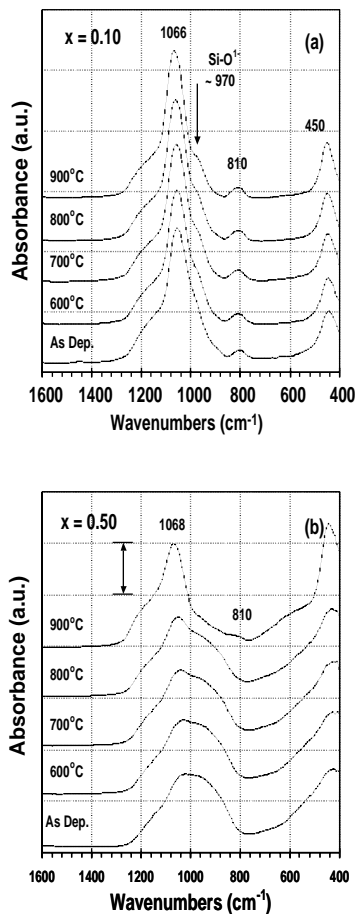 x = 0.10
1066
(a)
Si-O¹⁻
~ 970
810
450
900°C
800°C
700°C
600°C
As Dep.
Absorbance (a.u.)
1600 1400 1200 1000 800 600 400
Wavenumbers (cm⁻¹)
x = 0.50
1068
(b)
810
900°C
800°C
700°C
600°C
As Dep.
Absorbance (a.u.)
1600 1400 1200 1000 800 600 400
Wavenumbers (cm⁻¹)